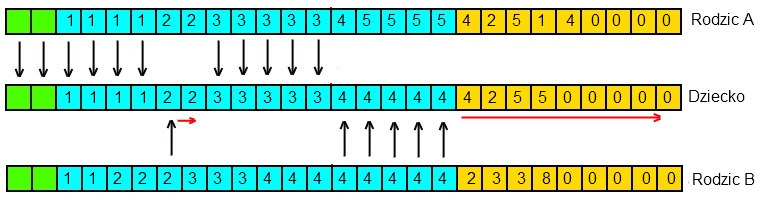 1 1 1 1 2 2 3 3 3 3 3 4 5 5 5 5 4 2 5 1 4 0 0 0 0 Rodzic A
1 1 1 1 2 2 3 3 3 3 3 4 4 4 4 4 4 2 5 5 0 0 0 0 0 Dziecko
1 1 2 2 2 3 3 3 4 4 4 4 4 4 4 4 2 3 3 8 0 0 0 0 0 Rodzic B